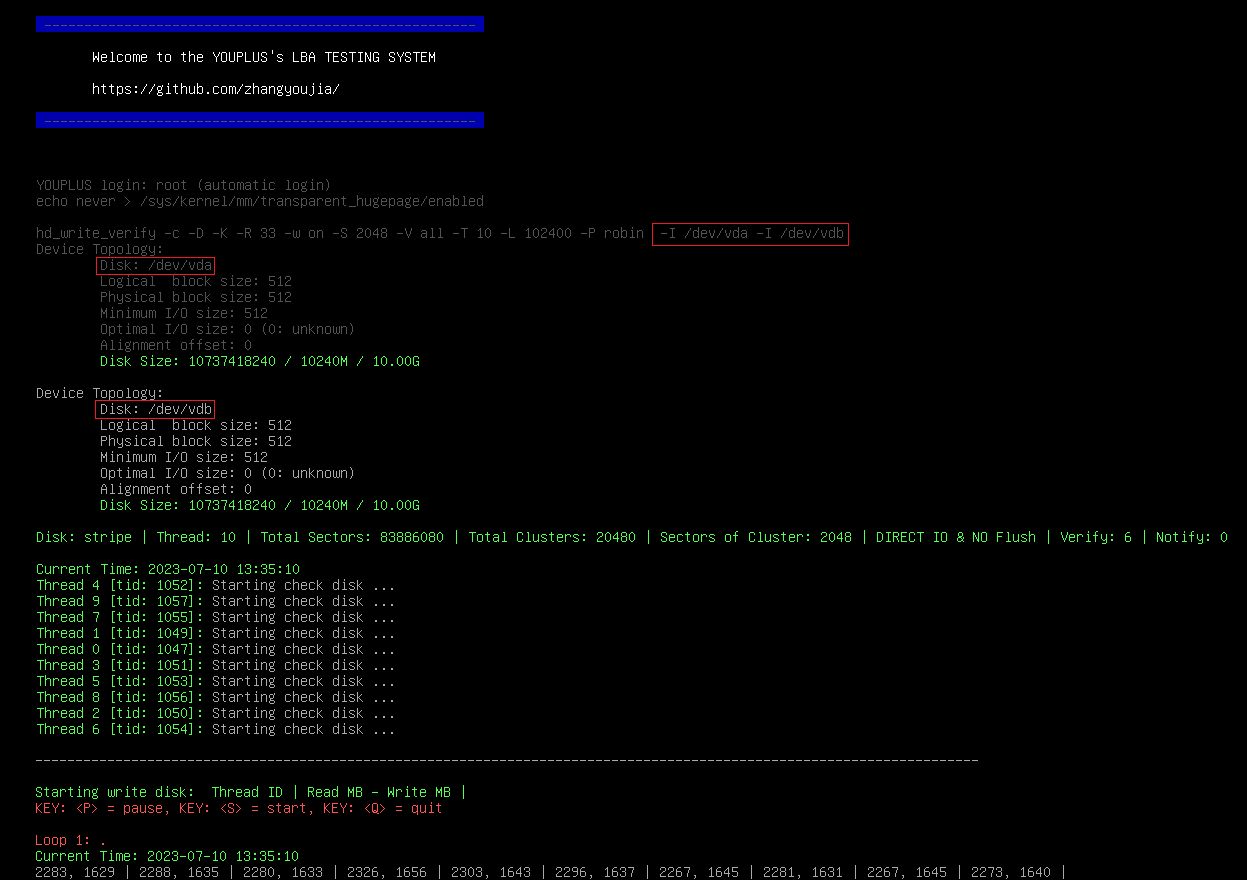 --------------------------------------------------------
Welcome to the YOUPLUS's LBA TESTING SYSTEM
https://github.com/zhangyoujia/
--------------------------------------------------------
YOUPLUS login: root (automatic login)
echo never > /sys/kernel/mm/transparent_hugepage/enabled
hd_write_verify -c -D -K -R 33 -w on -S 2048 -V all -T 10 -L 102400 -P robin -I /dev/vda -I /dev/vdb
Device Topology:
Disk: /dev/vda
Logical  block size: 512
Physical block size: 512
Minimum I/O size: 512
Optimal I/O size: 0 (0: unknown)
Alignment offset: 0
Disk Size: 10737418240 / 10240M / 10.00G
Device Topology:
Disk: /dev/vdb
Logical  block size: 512
Physical block size: 512
Minimum I/O size: 512
Optimal I/O size: 0 (0: unknown)
Alignment offset: 0
Disk Size: 10737418240 / 10240M / 10.00G
Disk: stripe | Thread: 10 | Total Sectors: 83886080 | Total Clusters: 20480 | Sectors of Cluster: 2048 | DIRECT IO & NO Flush | Verify: 6 | Notify: 0
Current Time: 2023-07-10 13:35:10
Thread 4 [tid: 1052]: Starting check disk ...
Thread 9 [tid: 1057]: Starting check disk ...
Thread 7 [tid: 1055]: Starting check disk ...
Thread 1 [tid: 1049]: Starting check disk ...
Thread 0 [tid: 1047]: Starting check disk ...
Thread 3 [tid: 1051]: Starting check disk ...
Thread 5 [tid: 1053]: Starting check disk ...
Thread 8 [tid: 1056]: Starting check disk ...
Thread 2 [tid: 1050]: Starting check disk ...
Thread 6 [tid: 1054]: Starting check disk ...
----------------------------------------------------------------------------------------------------------------------
Starting write disk:  Thread ID | Read MB - Write MB |
KEY: <P> = pause, KEY: <S> = start, KEY: <Q> = quit
Loop 1: .
Current Time: 2023-07-10 13:35:10
2283, 1629 | 2288, 1635 | 2280, 1633 | 2326, 1656 | 2303, 1643 | 2296, 1637 | 2267, 1645 | 2281, 1631 | 2267, 1645 | 2273, 1640 |